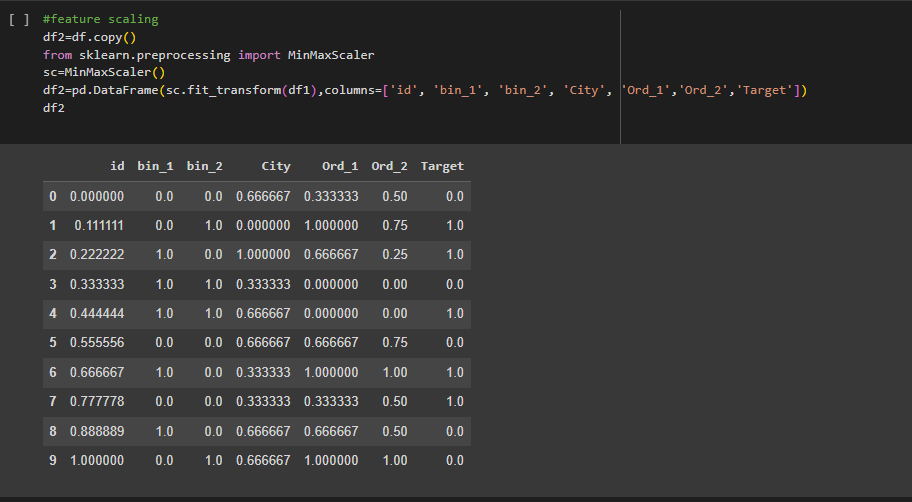 [ ] #feature scaling
df2=df.copy()
from sklearn.preprocessing import MinMaxScaler
sc=MinMaxScaler()
df2=pd.DataFrame(sc.fit_transform(df1),columns=['id', 'bin_1', 'bin_2', 'City', 'Ord_1','Ord_2','Target'])
df2
id bin_1 bin_2 City Ord_1 Ord_2 Target
0 0.000000 0.0 0.0 0.666667 0.333333 0.50 0.0
1 0.111111 0.0 1.0 0.000000 1.000000 0.75 1.0
2 0.222222 1.0 0.0 1.000000 0.666667 0.25 1.0
3 0.333333 1.0 1.0 0.333333 0.000000 0.00 0.0
4 0.444444 1.0 1.0 0.666667 0.000000 0.00 1.0
5 0.555556 0.0 0.0 0.666667 0.666667 0.75 0.0
6 0.666667 1.0 0.0 0.333333 1.000000 1.00 1.0
7 0.777778 0.0 0.0 0.333333 0.333333 0.50 1.0
8 0.888889 1.0 0.0 0.666667 0.666667 0.50 0.0
9 1.000000 0.0 1.0 0.666667 1.000000 1.00 0.0